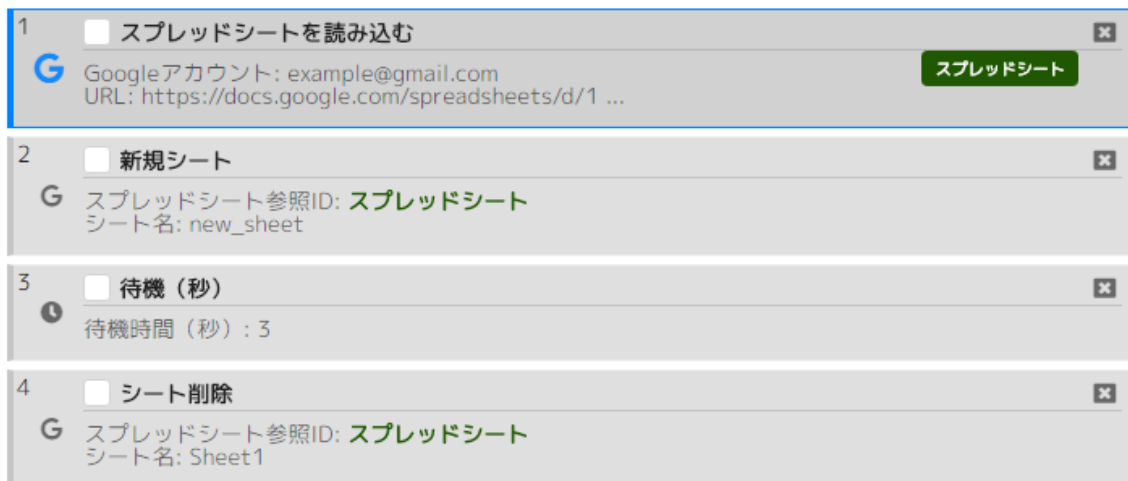 1
スプレッドシートを読み込む
Googleアカウント: example@gmail.com
スプレッドシート
URL: https://docs.google.com/spreadsheets/d/1 ...
2
新規シート
スプレッドシート参照ID: スプレッドシート
シート名: new_sheet
3
待機（秒）
待機時間（秒）: 3
4
シート削除
スプレッドシート参照ID: スプレッドシート
シート名: Sheet1